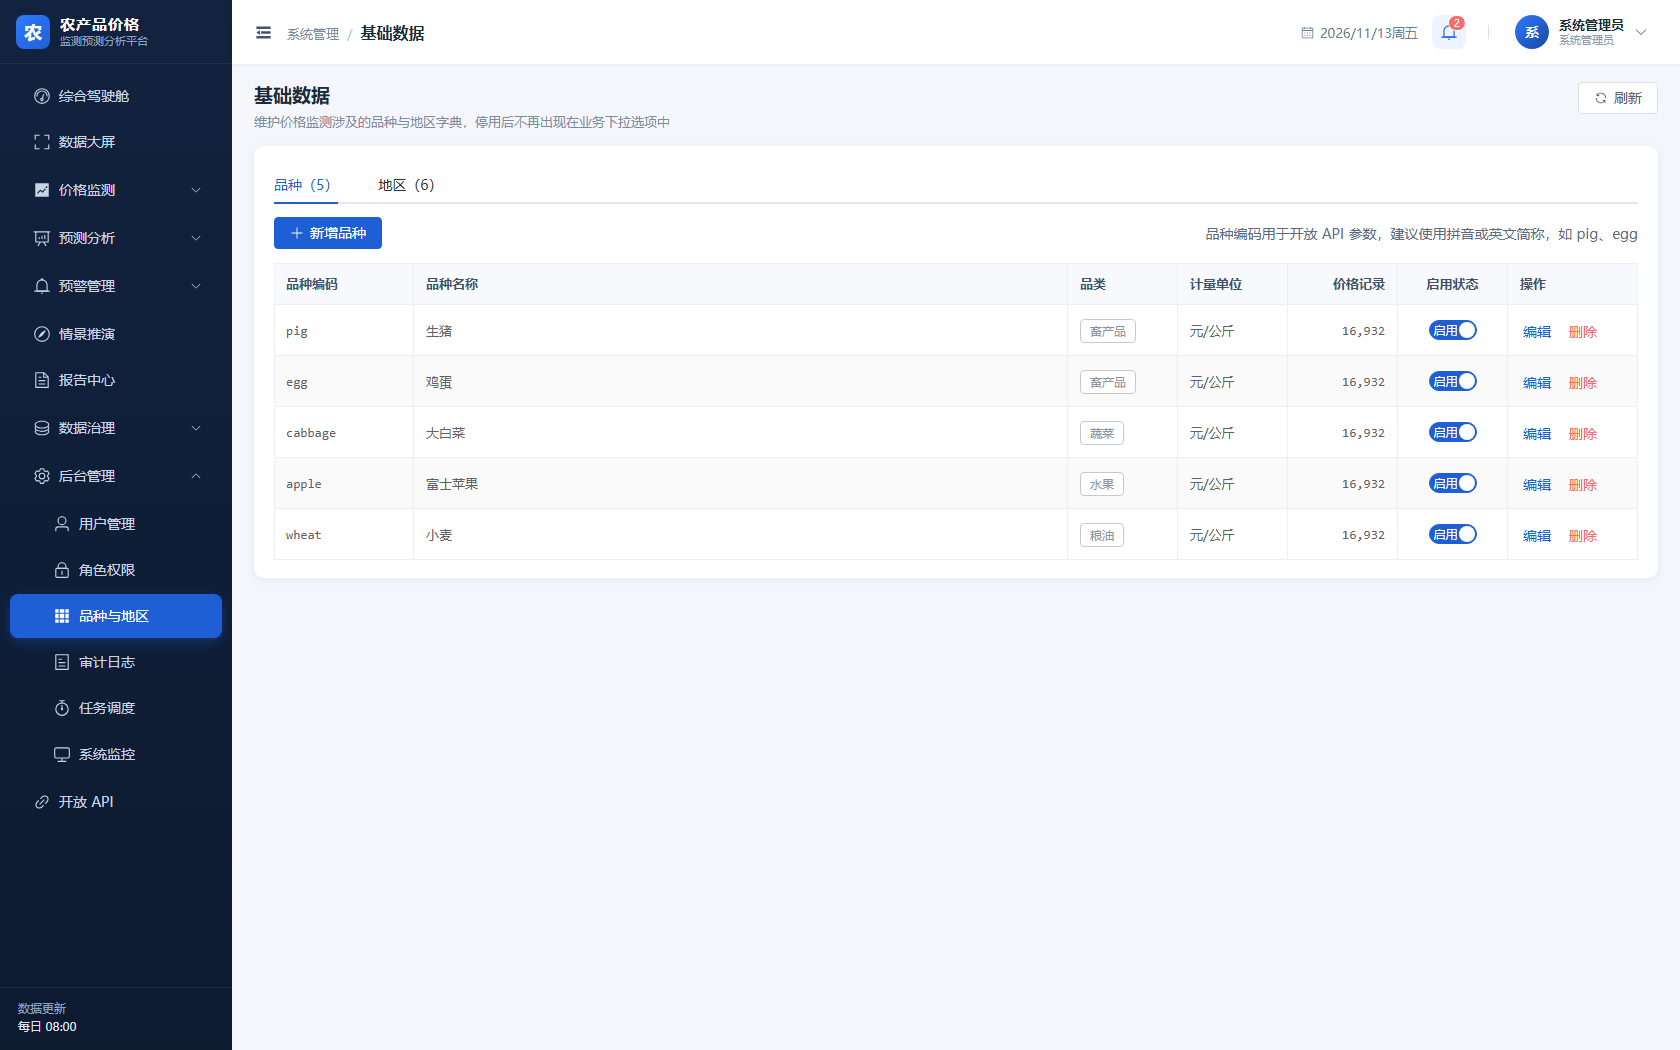 农
农产品价格
监测预测分析平台
综合驾驶舱
数据大屏
价格监测
预测分析
预警管理
情景推演
报告中心
数据治理
后台管理
用户管理
角色权限
品种与地区
审计日志
任务调度
系统监控
开放 API
数据更新
每日 08:00
系统管理 / 基础数据
2026/11/13周五
2
系
系统管理员
系统管理员
基础数据
维护价格监测涉及的品种与地区字典，停用后不再出现在业务下拉选项中
刷新
品种（5） 地区（6）
新增品种
品种编码用于开放 API 参数，建议使用拼音或英文简称，如 pig、egg
品种编码 品种名称 品类 计量单位 价格记录 启用状态 操作
pig 生猪 畜产品 元/公斤 16,932 启用 编辑 删除
egg 鸡蛋 畜产品 元/公斤 16,932 启用 编辑 删除
cabbage 大白菜 蔬菜 元/公斤 16,932 启用 编辑 删除
apple 富士苹果 水果 元/公斤 16,932 启用 编辑 删除
wheat 小麦 粮油 元/公斤 16,932 启用 编辑 删除